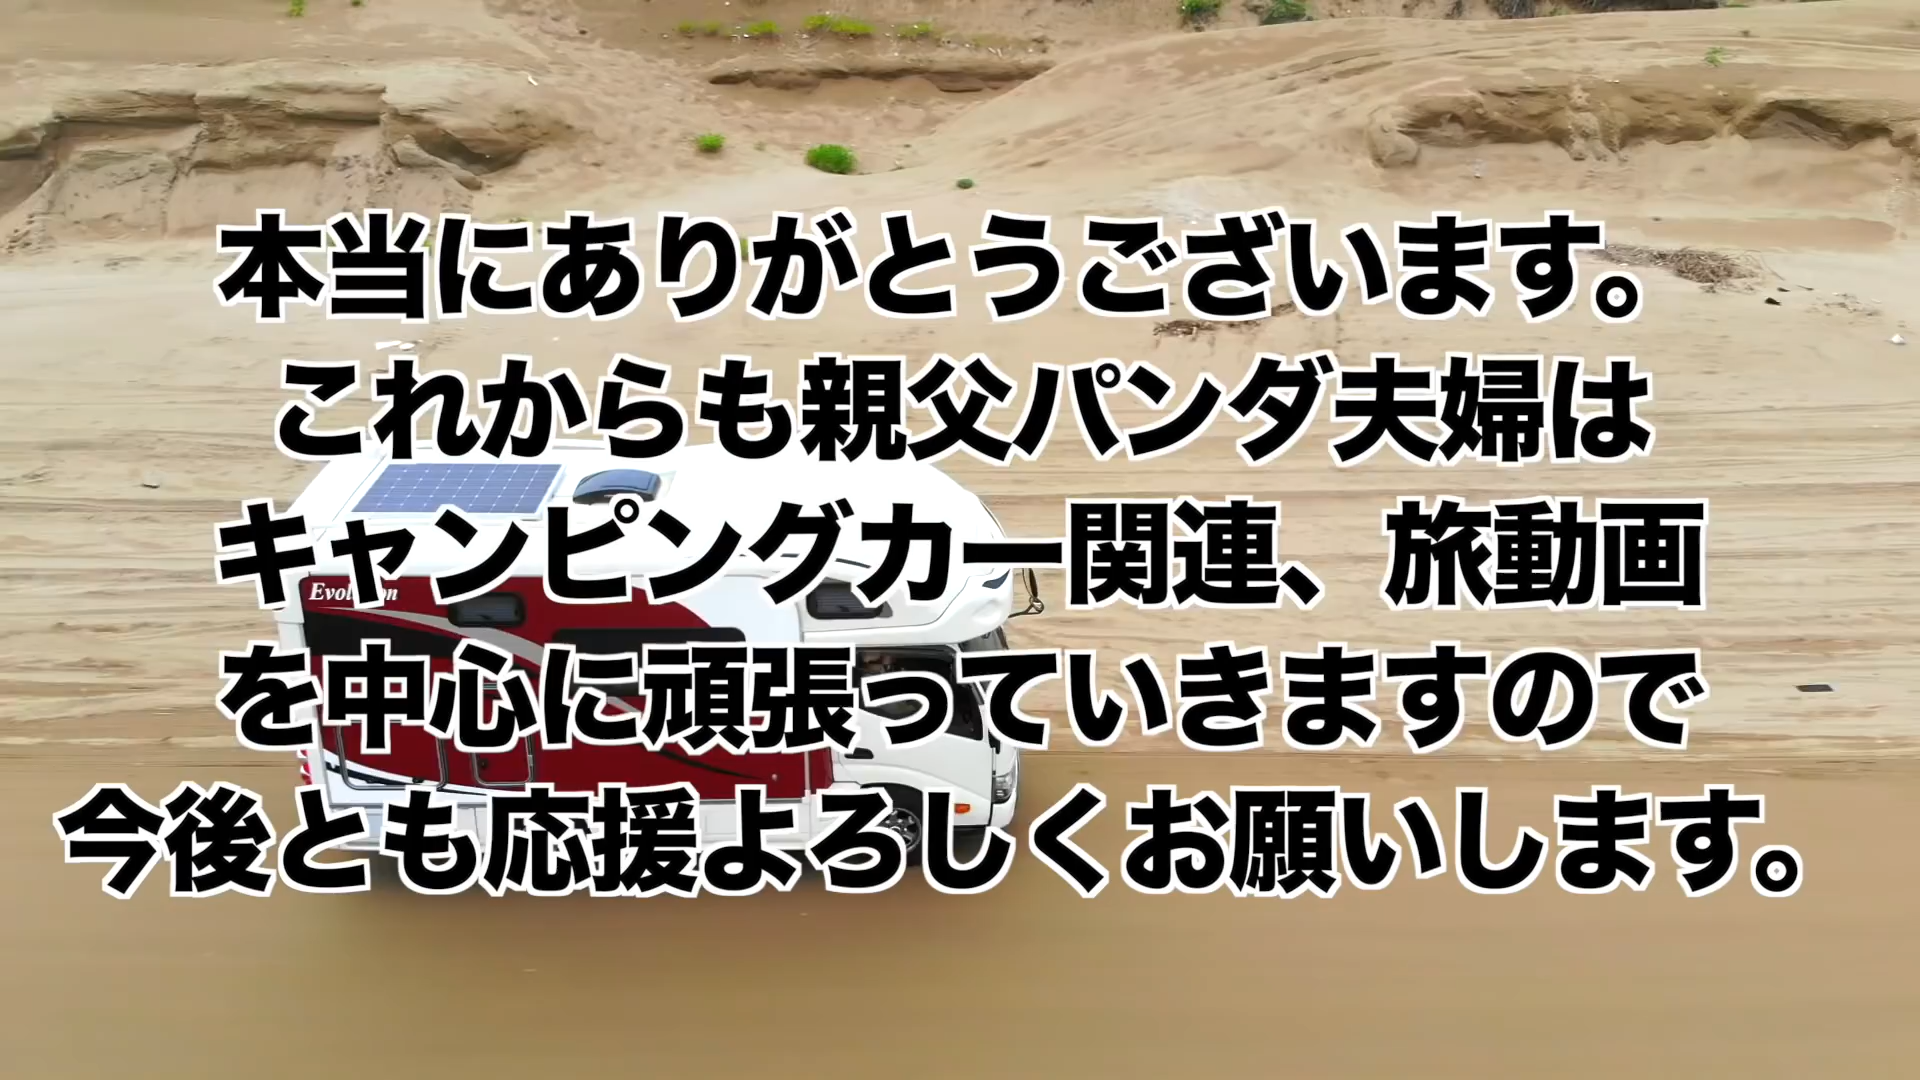 本当にありがとうございます。
これからも親父パンダ夫婦は
キャンピングカー関連、旅動画
を中心に頑張っていきますので
今後とも応援よろしくお願いします。
Evolution